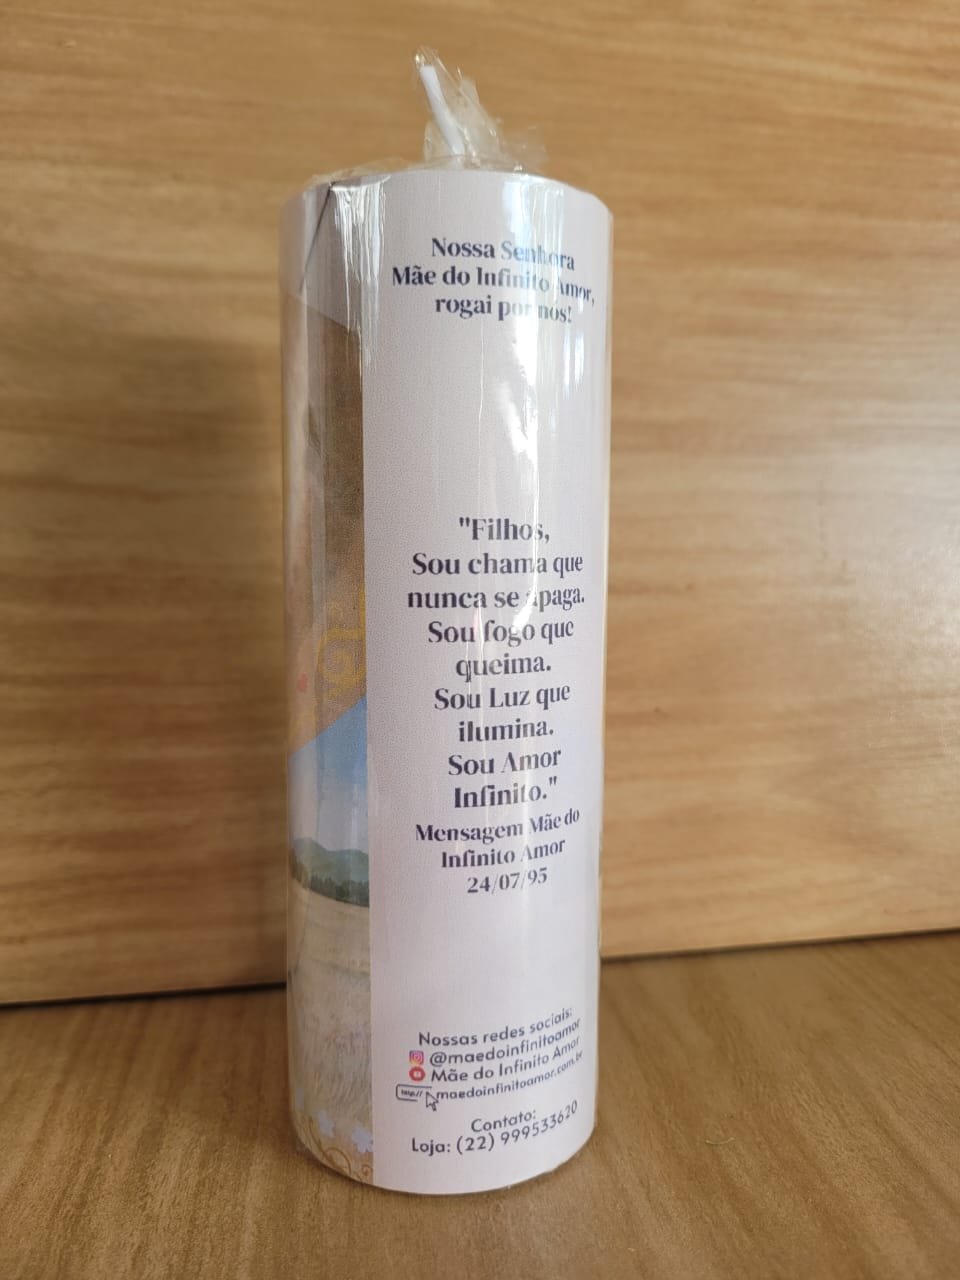 Nossa Senhora
Mãe do Infinito Amor,
rogai por nos!
"Filhos,
Sou chama que
nunca se apaga.
Sou fogo que
queima.
Sou Luz que
ilumina.
Sou Amor
Infinito."
Mensagem Mãe do
Infinito Amor
24/07/95
Nossas redes sociais:
@maedoinfinitoamor
Mãe do Infinito Amor
http:// maedoinfinitoamor.com.br
Contato:
Loja: (22) 999533620